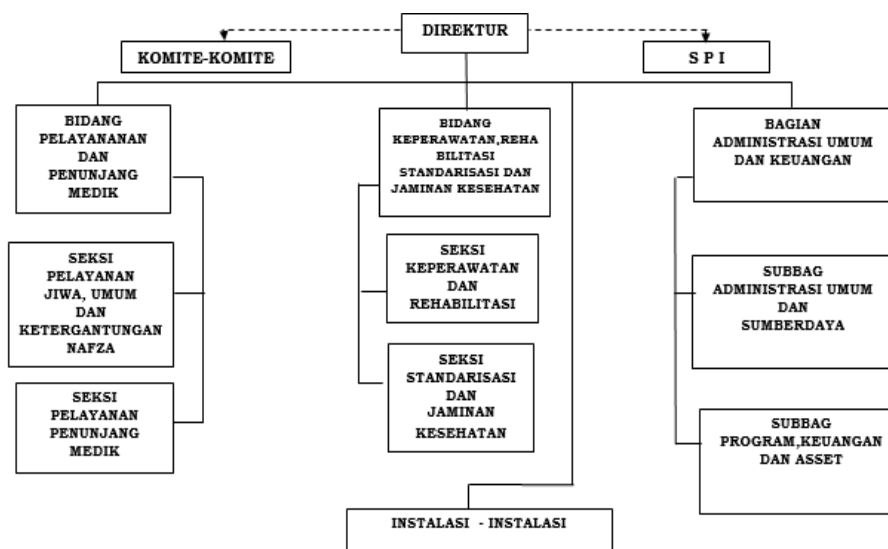 DIREKTUR
KOMITE-KOMITE
S P I
BIDANG
PELAYANANAN
DAN
PENUNJANG
MEDIK
BIDANG
KEPERAWATAN,REHA
BILITASI
STANDARISASI DAN
JAMINAN KESEHATAN
BAGIAN
ADMINISTRASI UMUM
DAN KEUANGAN
SEKSI
PELAYANAN
JIWA, UMUM
DAN
KETERGANTUNGAN
NAFZA
SEKSI
KEPERAWATAN
DAN
REHABILITASI
SUBBAG
ADMINISTRASI UMUM
DAN
SUMBERDAYA
SEKSI
PELAYANAN
PENUNJANG
MEDIK
SEKSI
STANDARISASI
DAN
JAMINAN
KESEHATAN
SUBBAG
PROGRAM,KEUANGAN
DAN ASSET
INSTALASI - INSTALASI